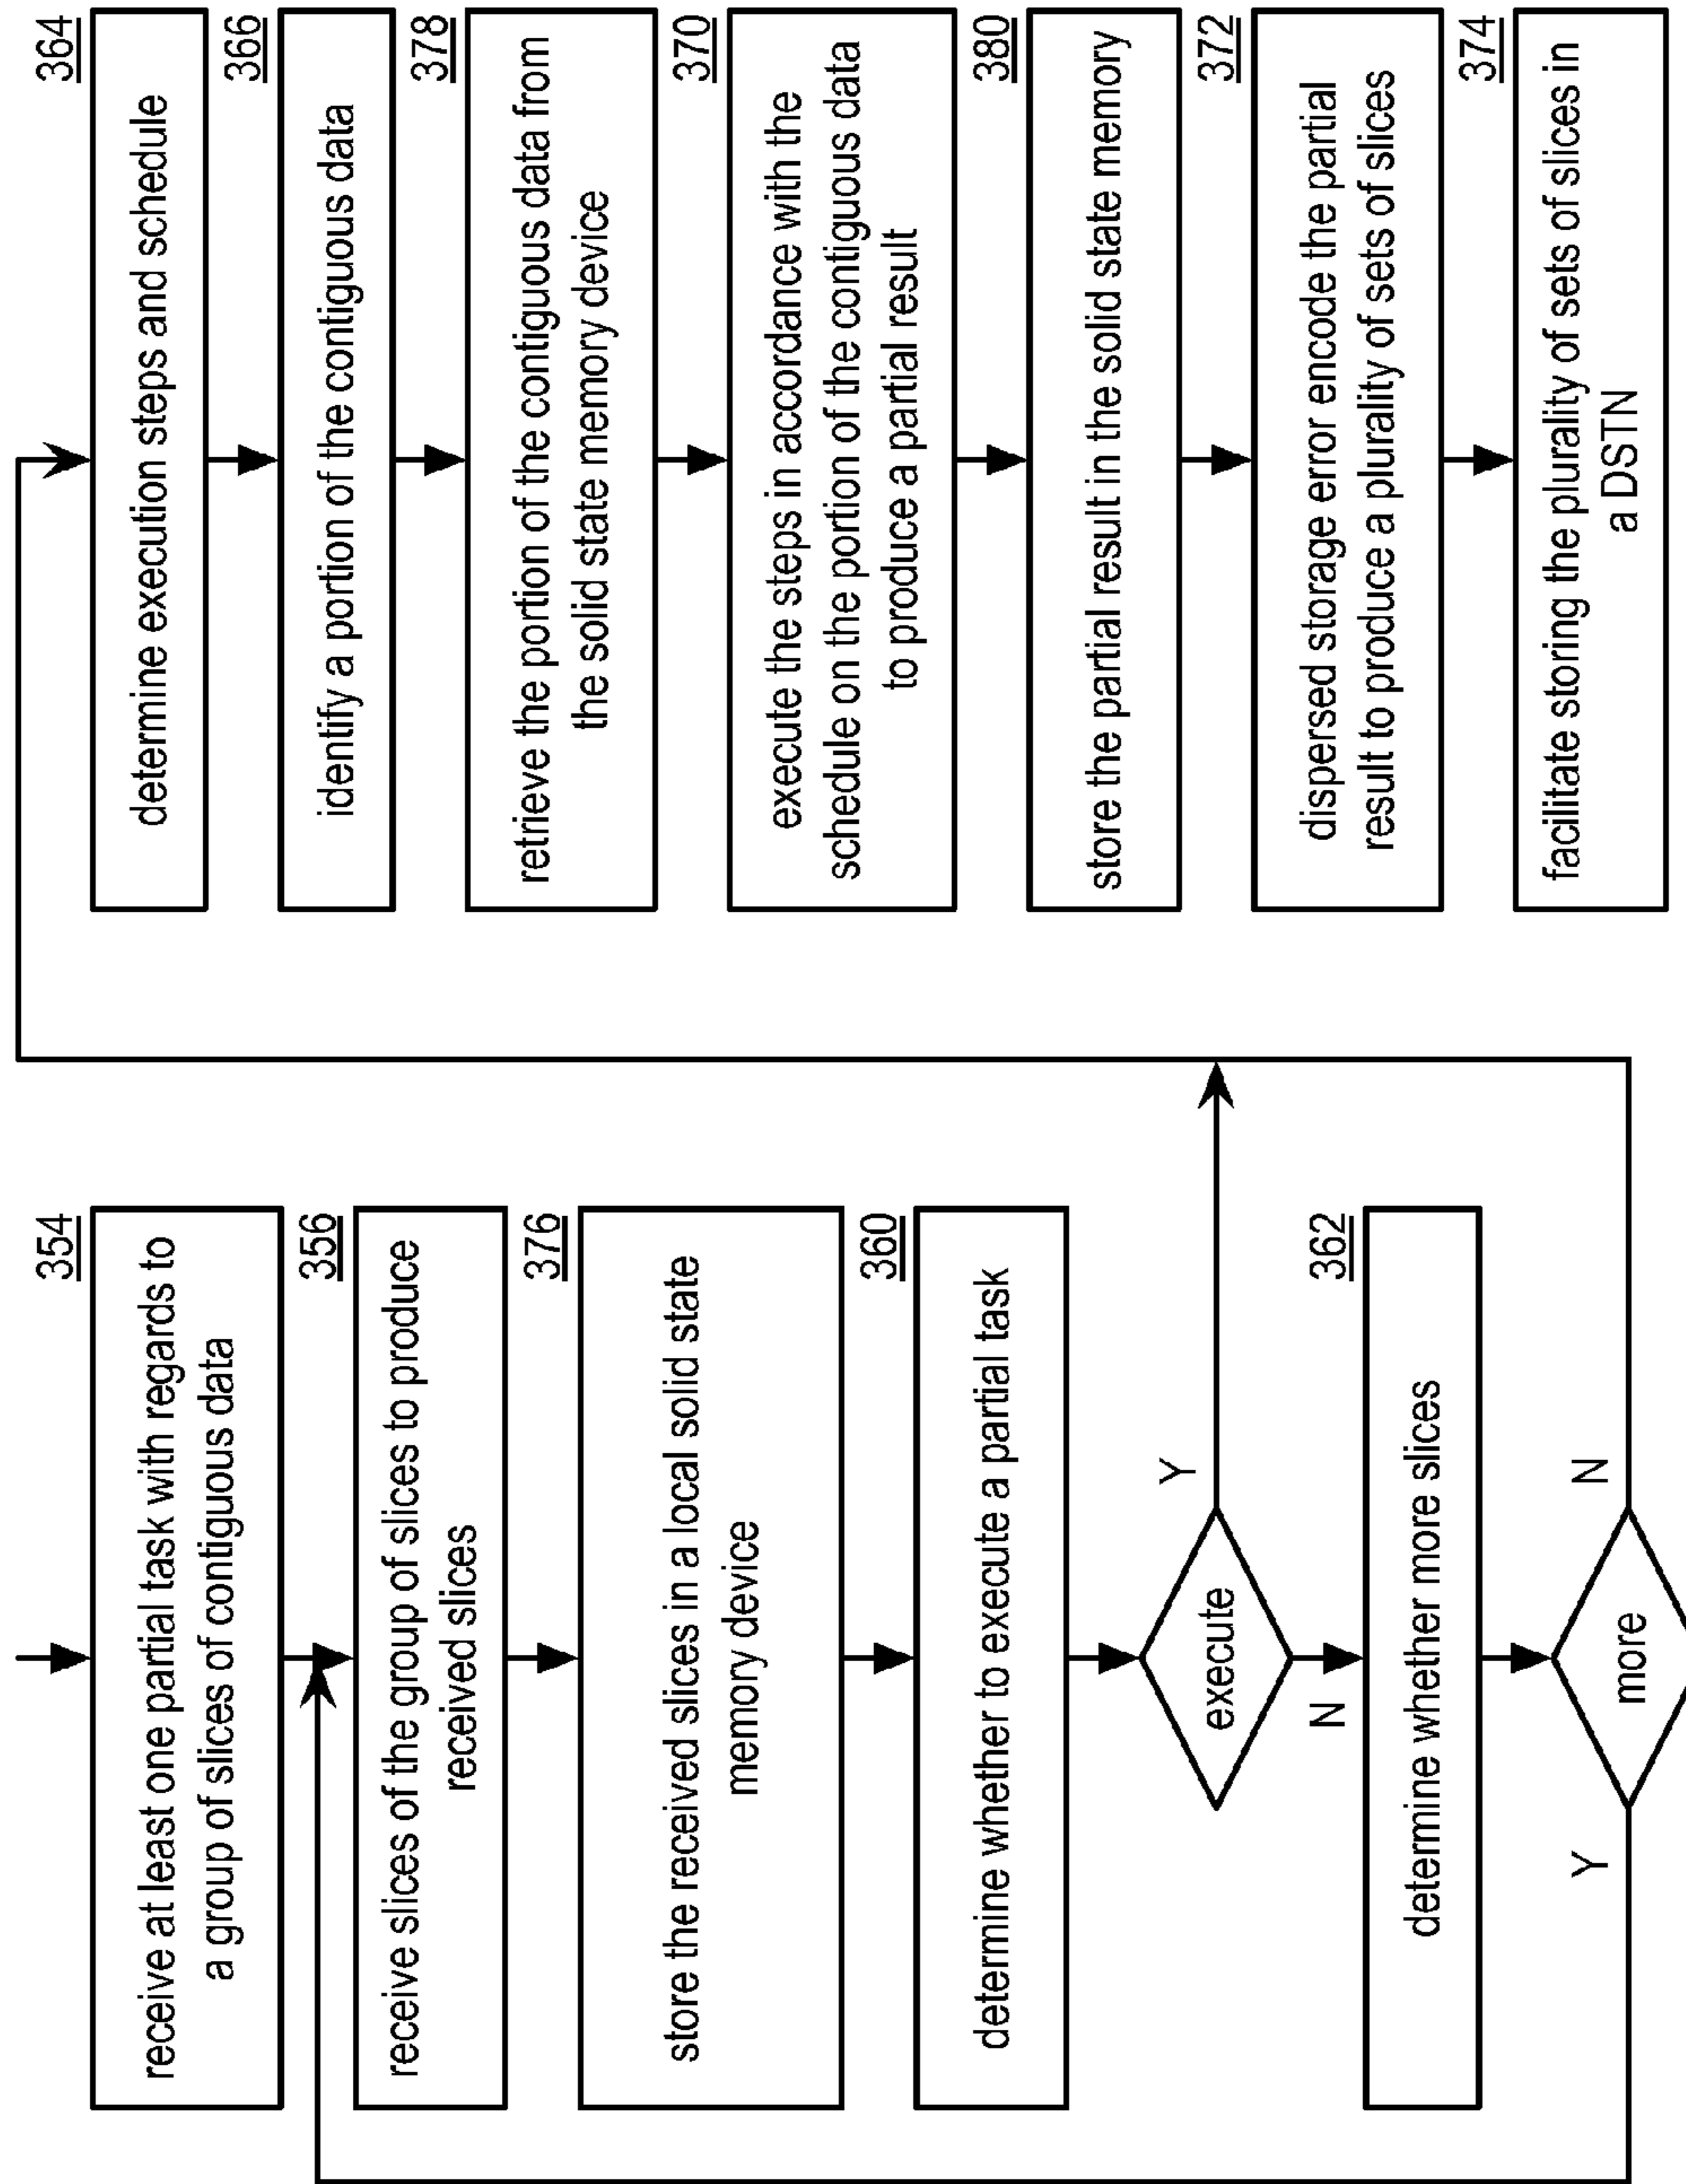 354
receive at least one partial task with regards to
a group of slices of contiguous data
356
receive slices of the group of slices to produce
received slices
376
store the received slices in a local solid state
memory device
360
determine whether to execute a partial task
execute
Y
N
362
determine whether more slices
more
Y
N
364
determine execution steps and schedule
366
identify a portion of the contiguous data
378
retrieve the portion of the contiguous data from
the solid state memory device
370
execute the steps in accordance with the
schedule on the portion of the contiguous data
to produce a partial result
380
store the partial result in the solid state memory
372
dispersed storage error encode the partial
result to produce a plurality of sets of slices
374
facilitate storing the plurality of sets of slices in
a DSTN